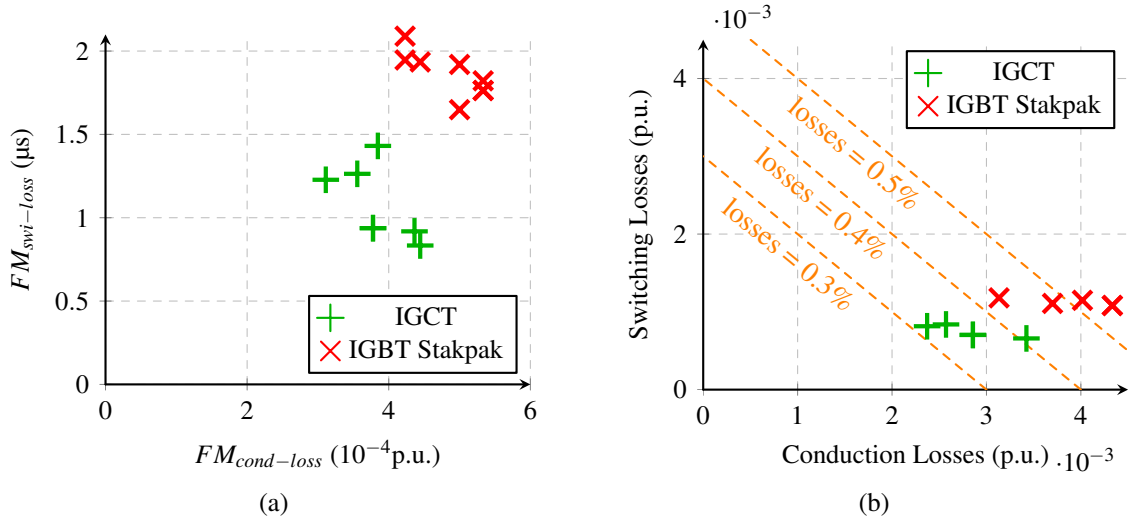 2
1.5
1
0.5
0
0
2
4
6
FM_swi−loss (μs)
FM_cond−loss (10⁻⁴p.u.)
IGCT
IGBT Stakpak
(a)
·10⁻³
4
2
0
0
1
2
3
4
Switching Losses (p.u.)
Conduction Losses (p.u.) ·10⁻³
losses = 0.5%
losses = 0.4%
losses = 0.3%
IGCT
IGBT Stakpak
(b)